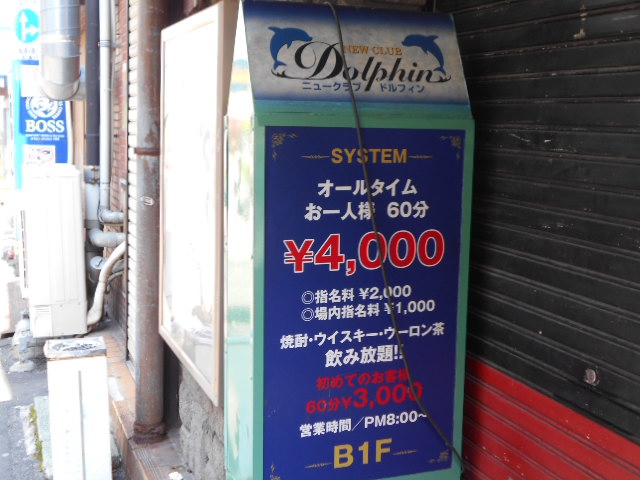 NEW CLUB
Dolphin
ニュークラブ ドルフィン
SYSTEM
オールタイム
お一人様 60分
¥4,000
◎指名料 ¥2,000
◎場内指名料 ¥1,000
焼酎・ウイスキー・ウーロン茶
飲み放題!!
初めてのお客様
60分¥3,000
営業時間/PM8:00〜
B1F
BOSS